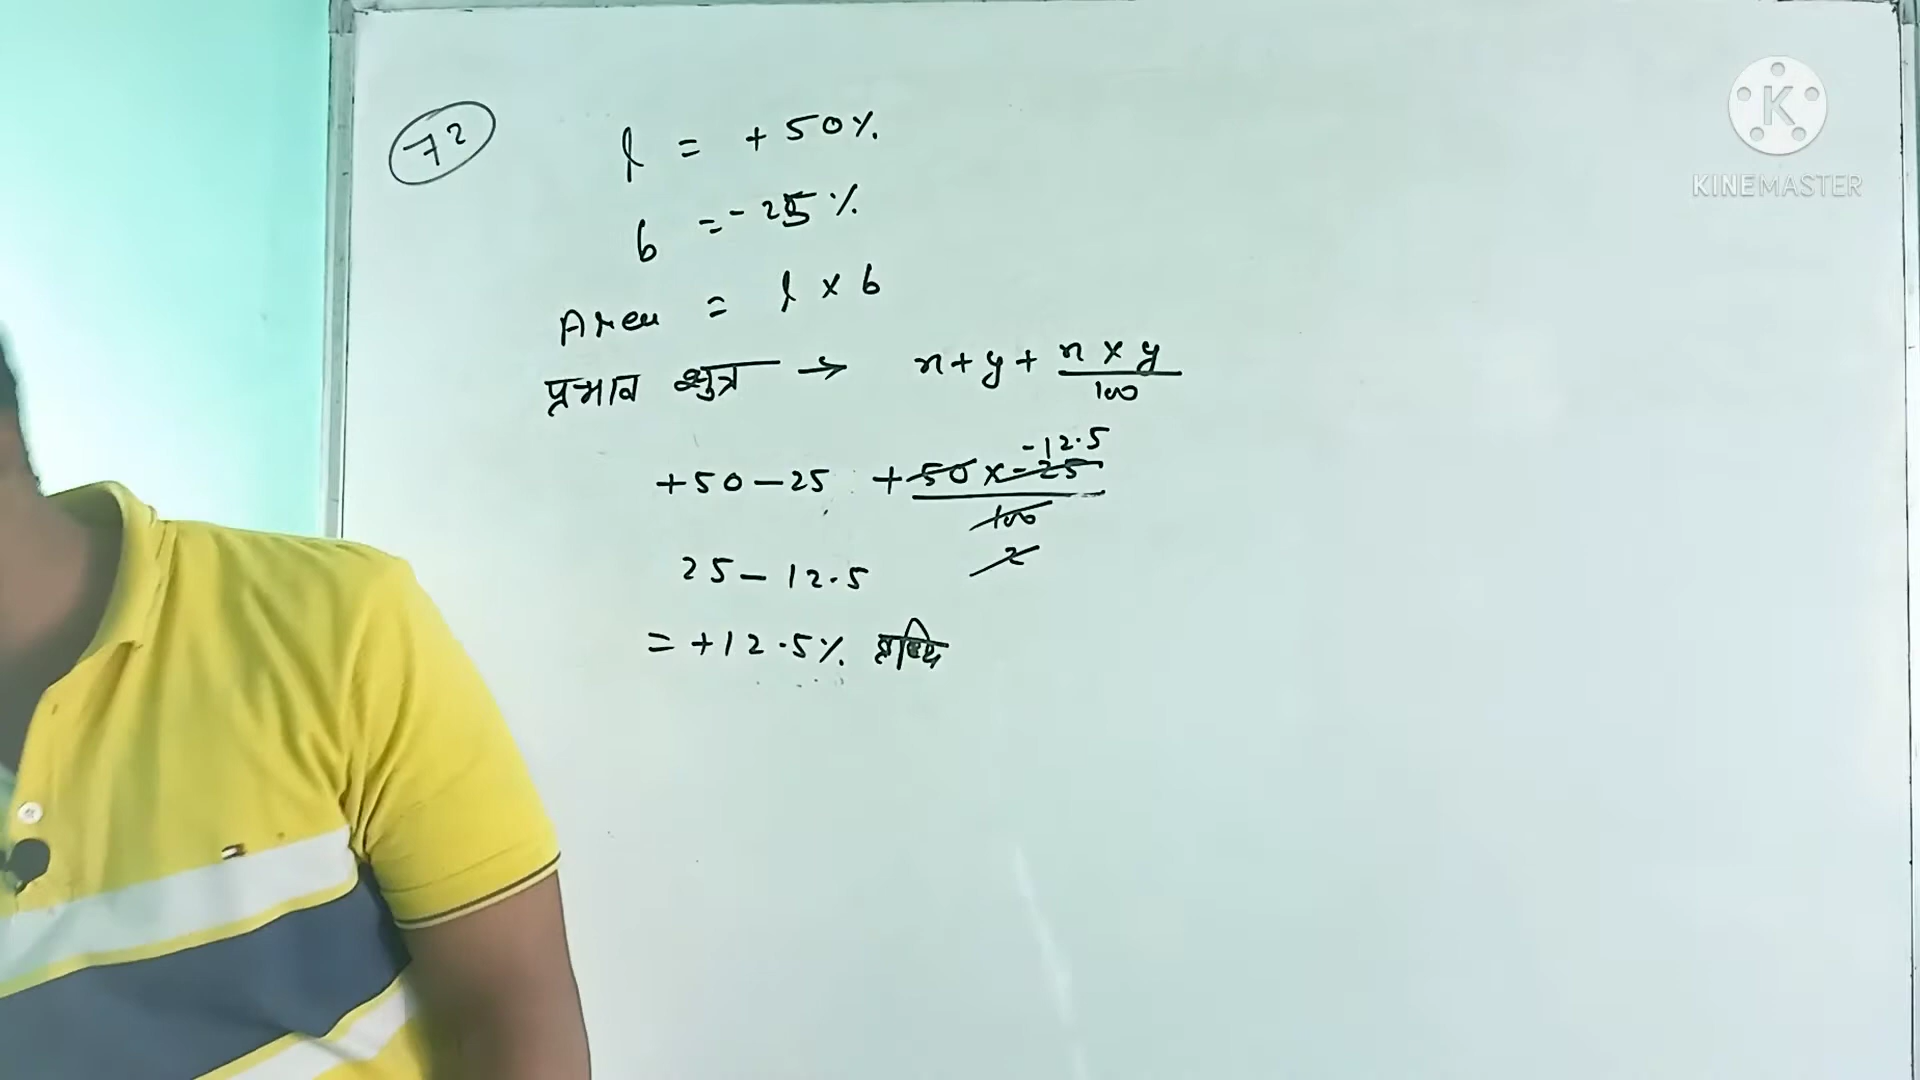 72
l = +50%
b = -25%
Area = l × b
प्रभाव सुत्र → x + y + x × y / 100
+50 - 25 + 50 × -25 / 100
-12.5
2
25 - 12.5
= +12.5% वृद्धि
K
KINEMASTER